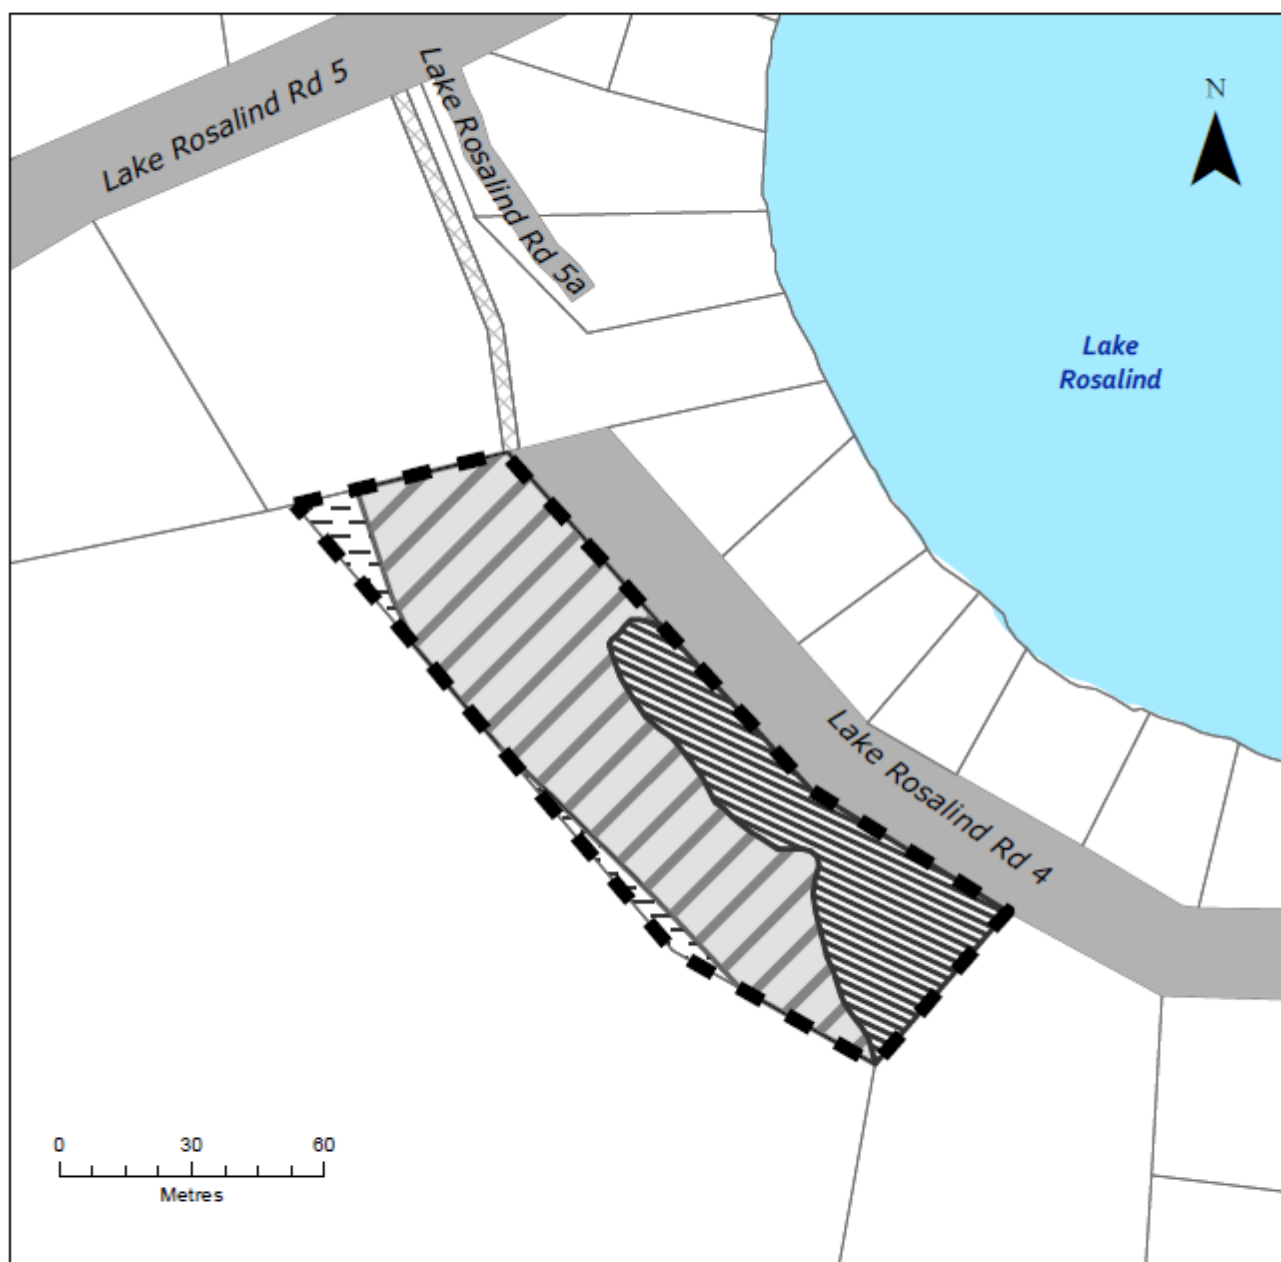 Lake Rosalind Rd 5
Lake Rosalind Rd 5a
N
Lake
Rosalind
Lake Rosalind Rd 4
0 30 60
Metres